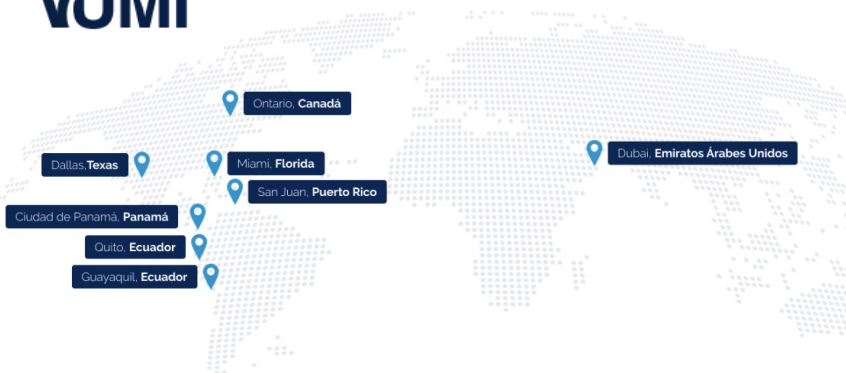 VUMI
Ontario, Canadá
Dallas,Texas
Miami, Florida
Dubai, Emiratos Árabes Unidos
San Juan, Puerto Rico
Ciudad de Panamá, Panamá
Quito, Ecuador
Guayaquil, Ecuador